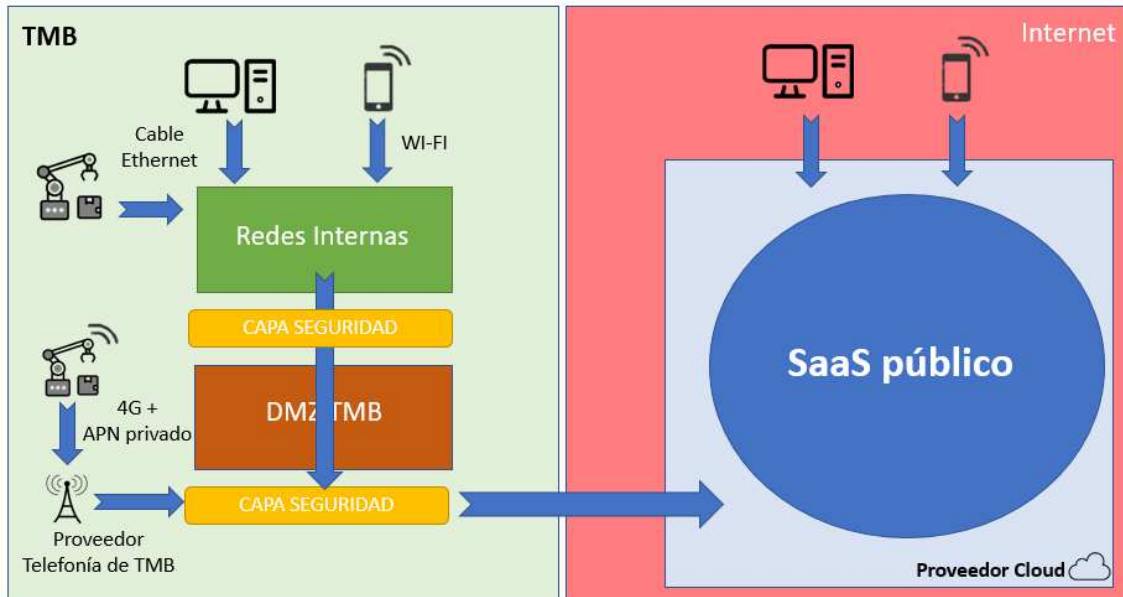 TMB
Internet
Cable
Ethernet
WI-FI
Redes Internas
CAPA SEGURIDAD
SaaS público
4G +
APN privado
DMZ TMB
CAPA SEGURIDAD
Proveedor
Telefonía de TMB
Proveedor Cloud